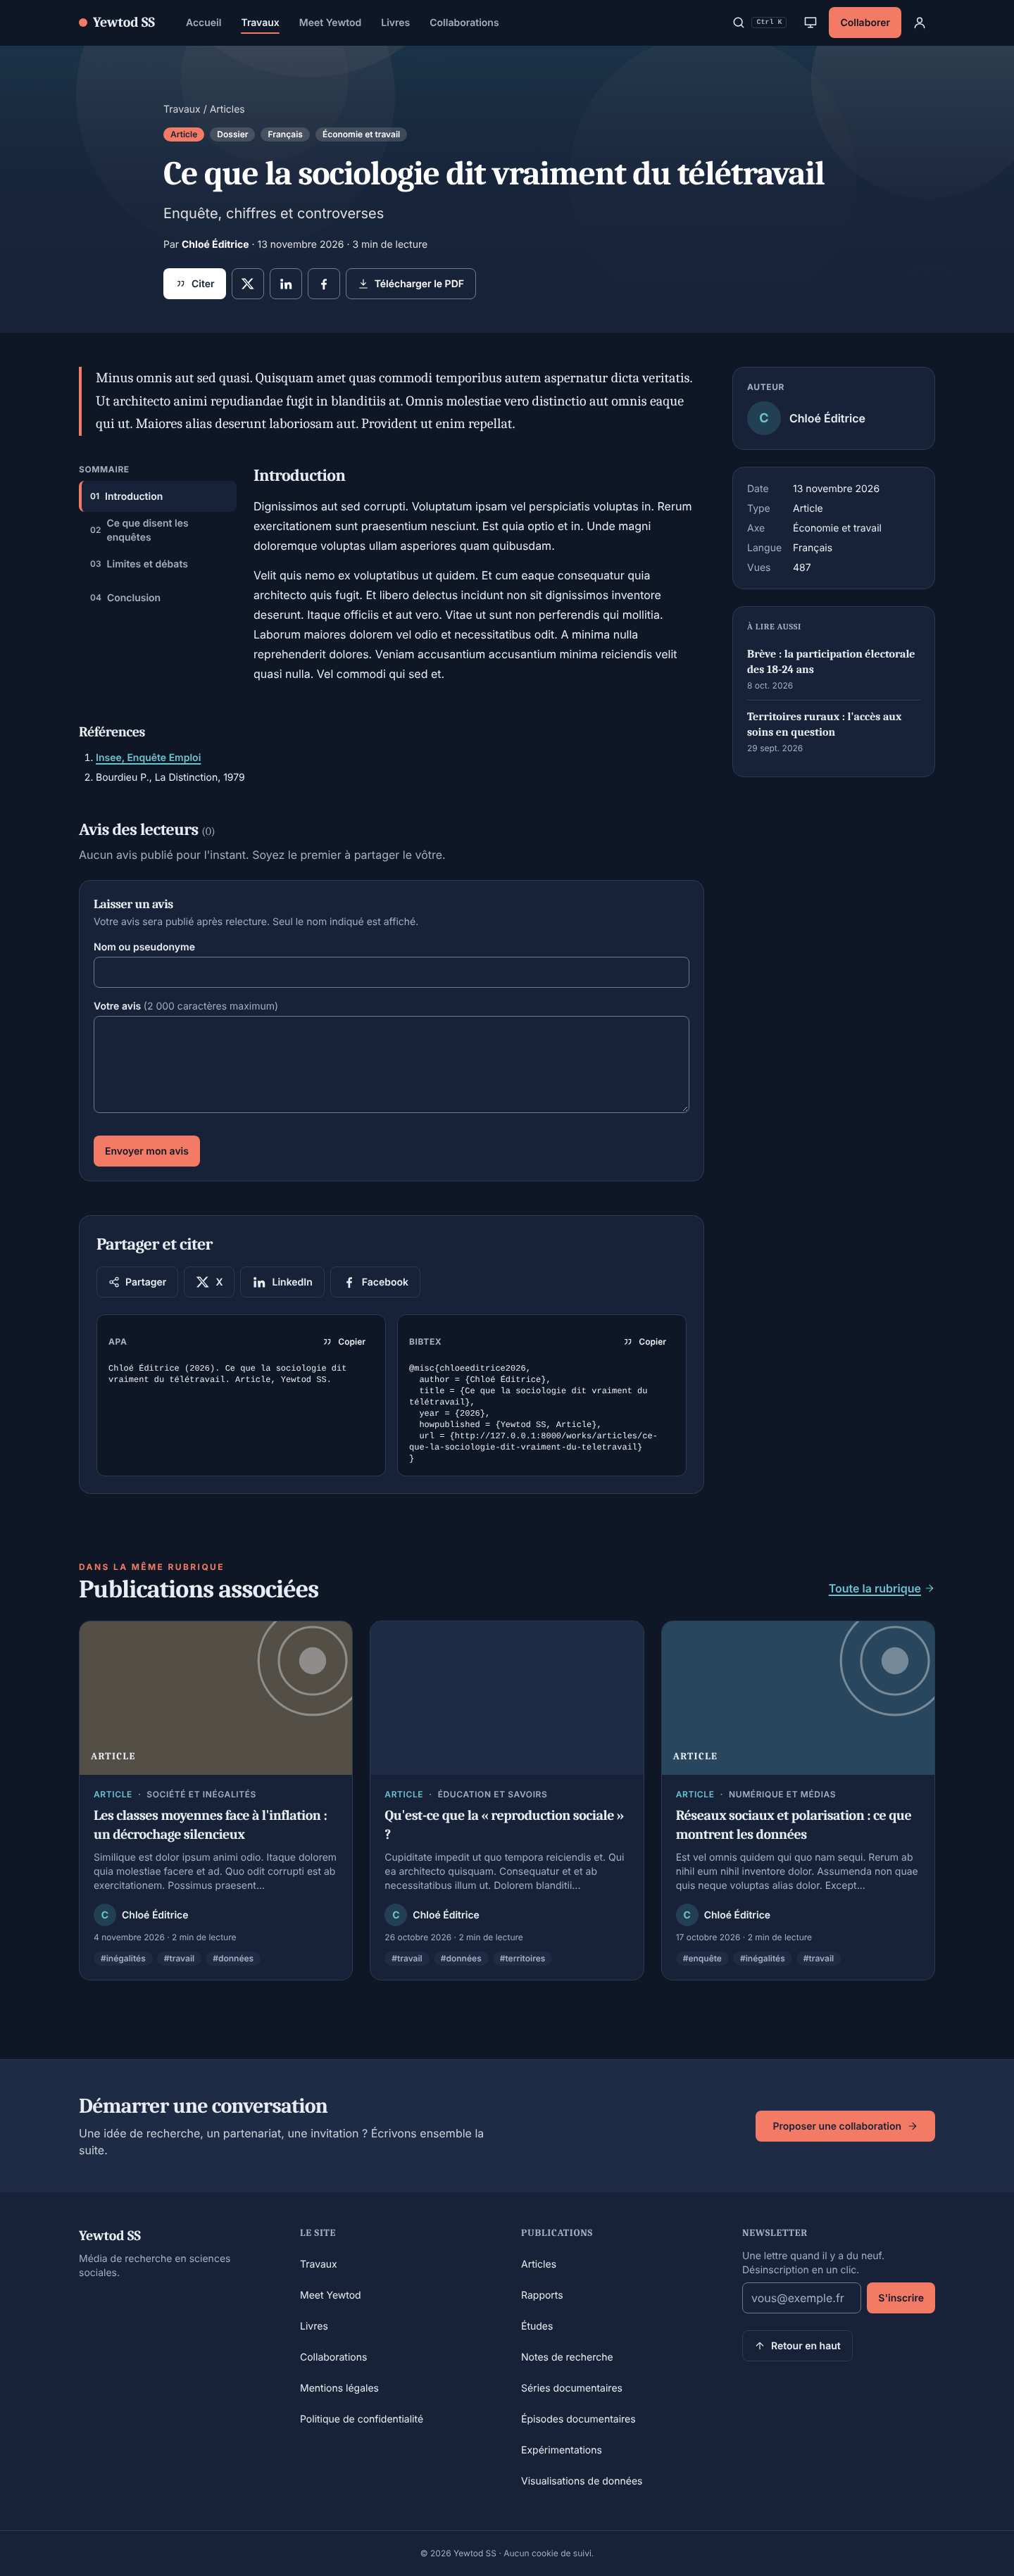 Yewtod SS
Accueil
Travaux
Meet Yewtod
Livres
Collaborations
Ctrl K
Collaborer
Travaux / Articles
Article
Dossier
Français
Économie et travail
Ce que la sociologie dit vraiment du télétravail
Enquête, chiffres et controverses
Par Chloé Éditrice · 13 novembre 2026 · 3 min de lecture
Citer
Télécharger le PDF
Minus omnis aut sed quasi. Quisquam amet quas commodi temporibus autem aspernatur dicta veritatis.
Ut architecto animi repudiandae fugit in blanditiis at. Omnis molestiae vero distinctio aut omnis eaque
qui ut. Maiores alias deserunt laboriosam aut. Provident ut enim repellat.
SOMMAIRE
01 Introduction
02 Ce que disent les
enquêtes
03 Limites et débats
04 Conclusion
Introduction
Dignissimos aut sed corrupti. Voluptatum ipsum vel perspiciatis voluptas in. Rerum
exercitationem sunt praesentium nesciunt. Est quia optio et in. Unde magni
doloremque voluptas ullam asperiores quam quibusdam.
Velit quis nemo ex voluptatibus ut quidem. Et cum eaque consequatur quia
architecto quis fugit. Et libero delectus incidunt non sit dignissimos inventore
deserunt. Itaque officiis et aut vero. Vitae ut sunt non perferendis qui mollitia.
Laborum maiores dolorem vel odio et necessitatibus odit. A minima nulla
reprehenderit dolores. Veniam accusantium accusantium minima reiciendis velit
quasi nulla. Vel commodi qui sed et.
Références
1. Insee, Enquête Emploi
2. Bourdieu P., La Distinction, 1979
AUTEUR
C
Chloé Éditrice
Date 13 novembre 2026
Type Article
Axe Économie et travail
Langue Français
Vues 487
À LIRE AUSSI
Brève : la participation électorale
des 18-24 ans
8 oct. 2026
Territoires ruraux : l'accès aux
soins en question
29 sept. 2026
Avis des lecteurs (0)
Aucun avis publié pour l'instant. Soyez le premier à partager le vôtre.
Laisser un avis
Votre avis sera publié après relecture. Seul le nom indiqué est affiché.
Nom ou pseudonyme
Votre avis (2 000 caractères maximum)
Envoyer mon avis
Partager et citer
Partager
X
LinkedIn
Facebook
APA
Copier
Chloé Éditrice (2026). Ce que la sociologie dit
vraiment du télétravail. Article, Yewtod SS.
BIBTEX
Copier
@misc{chloeeditrice2026,
author = {Chloé Éditrice},
title = {Ce que la sociologie dit vraiment du
télétravail},
year = {2026},
howpublished = {Yewtod SS, Article},
url = {http://127.0.0.1:8000/works/articles/ce-
que-la-sociologie-dit-vraiment-du-teletravail}
}
DANS LA MÊME RUBRIQUE
Publications associées
Toute la rubrique
ARTICLE
ARTICLE · SOCIÉTÉ ET INÉGALITÉS
Les classes moyennes face à l'inflation :
un décrochage silencieux
Similique est dolor ipsum animi odio. Itaque dolorem
quia molestiae facere et ad. Quo odit corrupti est ab
exercitationem. Possimus praesent...
C
Chloé Éditrice
4 novembre 2026 · 2 min de lecture
#inégalités
#travail
#données
ARTICLE · ÉDUCATION ET SAVOIRS
Qu'est-ce que la « reproduction sociale »
?
Cupiditate impedit ut quo tempora reiciendis et. Qui
ea architecto quisquam. Consequatur et et ab
necessitatibus illum ut. Dolorem blanditii...
C
Chloé Éditrice
26 octobre 2026 · 2 min de lecture
#travail
#données
#territoires
ARTICLE
ARTICLE · NUMÉRIQUE ET MÉDIAS
Réseaux sociaux et polarisation : ce que
montrent les données
Est vel omnis quidem qui quo nam sequi. Rerum ab
nihil eum nihil inventore dolor. Assumenda non quae
quis neque voluptas alias dolor. Except...
C
Chloé Éditrice
17 octobre 2026 · 2 min de lecture
#enquête
#inégalités
#travail
Démarrer une conversation
Une idée de recherche, un partenariat, une invitation ? Écrivons ensemble la
suite.
Proposer une collaboration
Yewtod SS
Média de recherche en sciences
sociales.
LE SITE
Travaux
Meet Yewtod
Livres
Collaborations
Mentions légales
Politique de confidentialité
PUBLICATIONS
Articles
Rapports
Études
Notes de recherche
Séries documentaires
Épisodes documentaires
Expérimentations
Visualisations de données
NEWSLETTER
Une lettre quand il y a du neuf.
Désinscription en un clic.
vous@exemple.fr
S'inscrire
Retour en haut
© 2026 Yewtod SS · Aucun cookie de suivi.